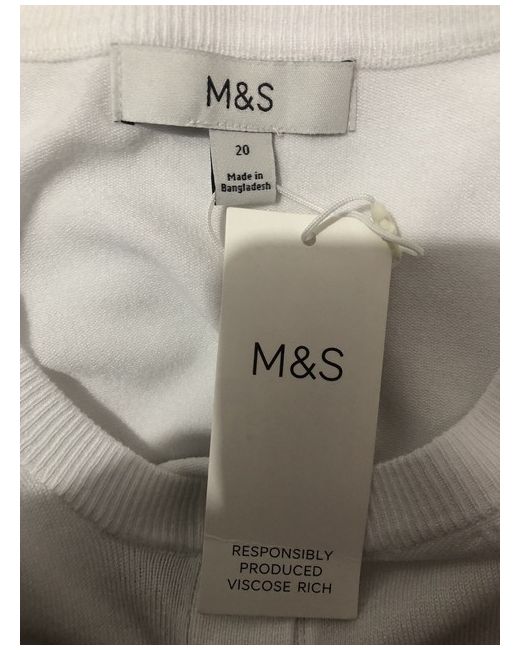 M&S
20
Made in
Bangladesh
M&S
RESPONSIBLY
PRODUCED
VISCOSE RICH